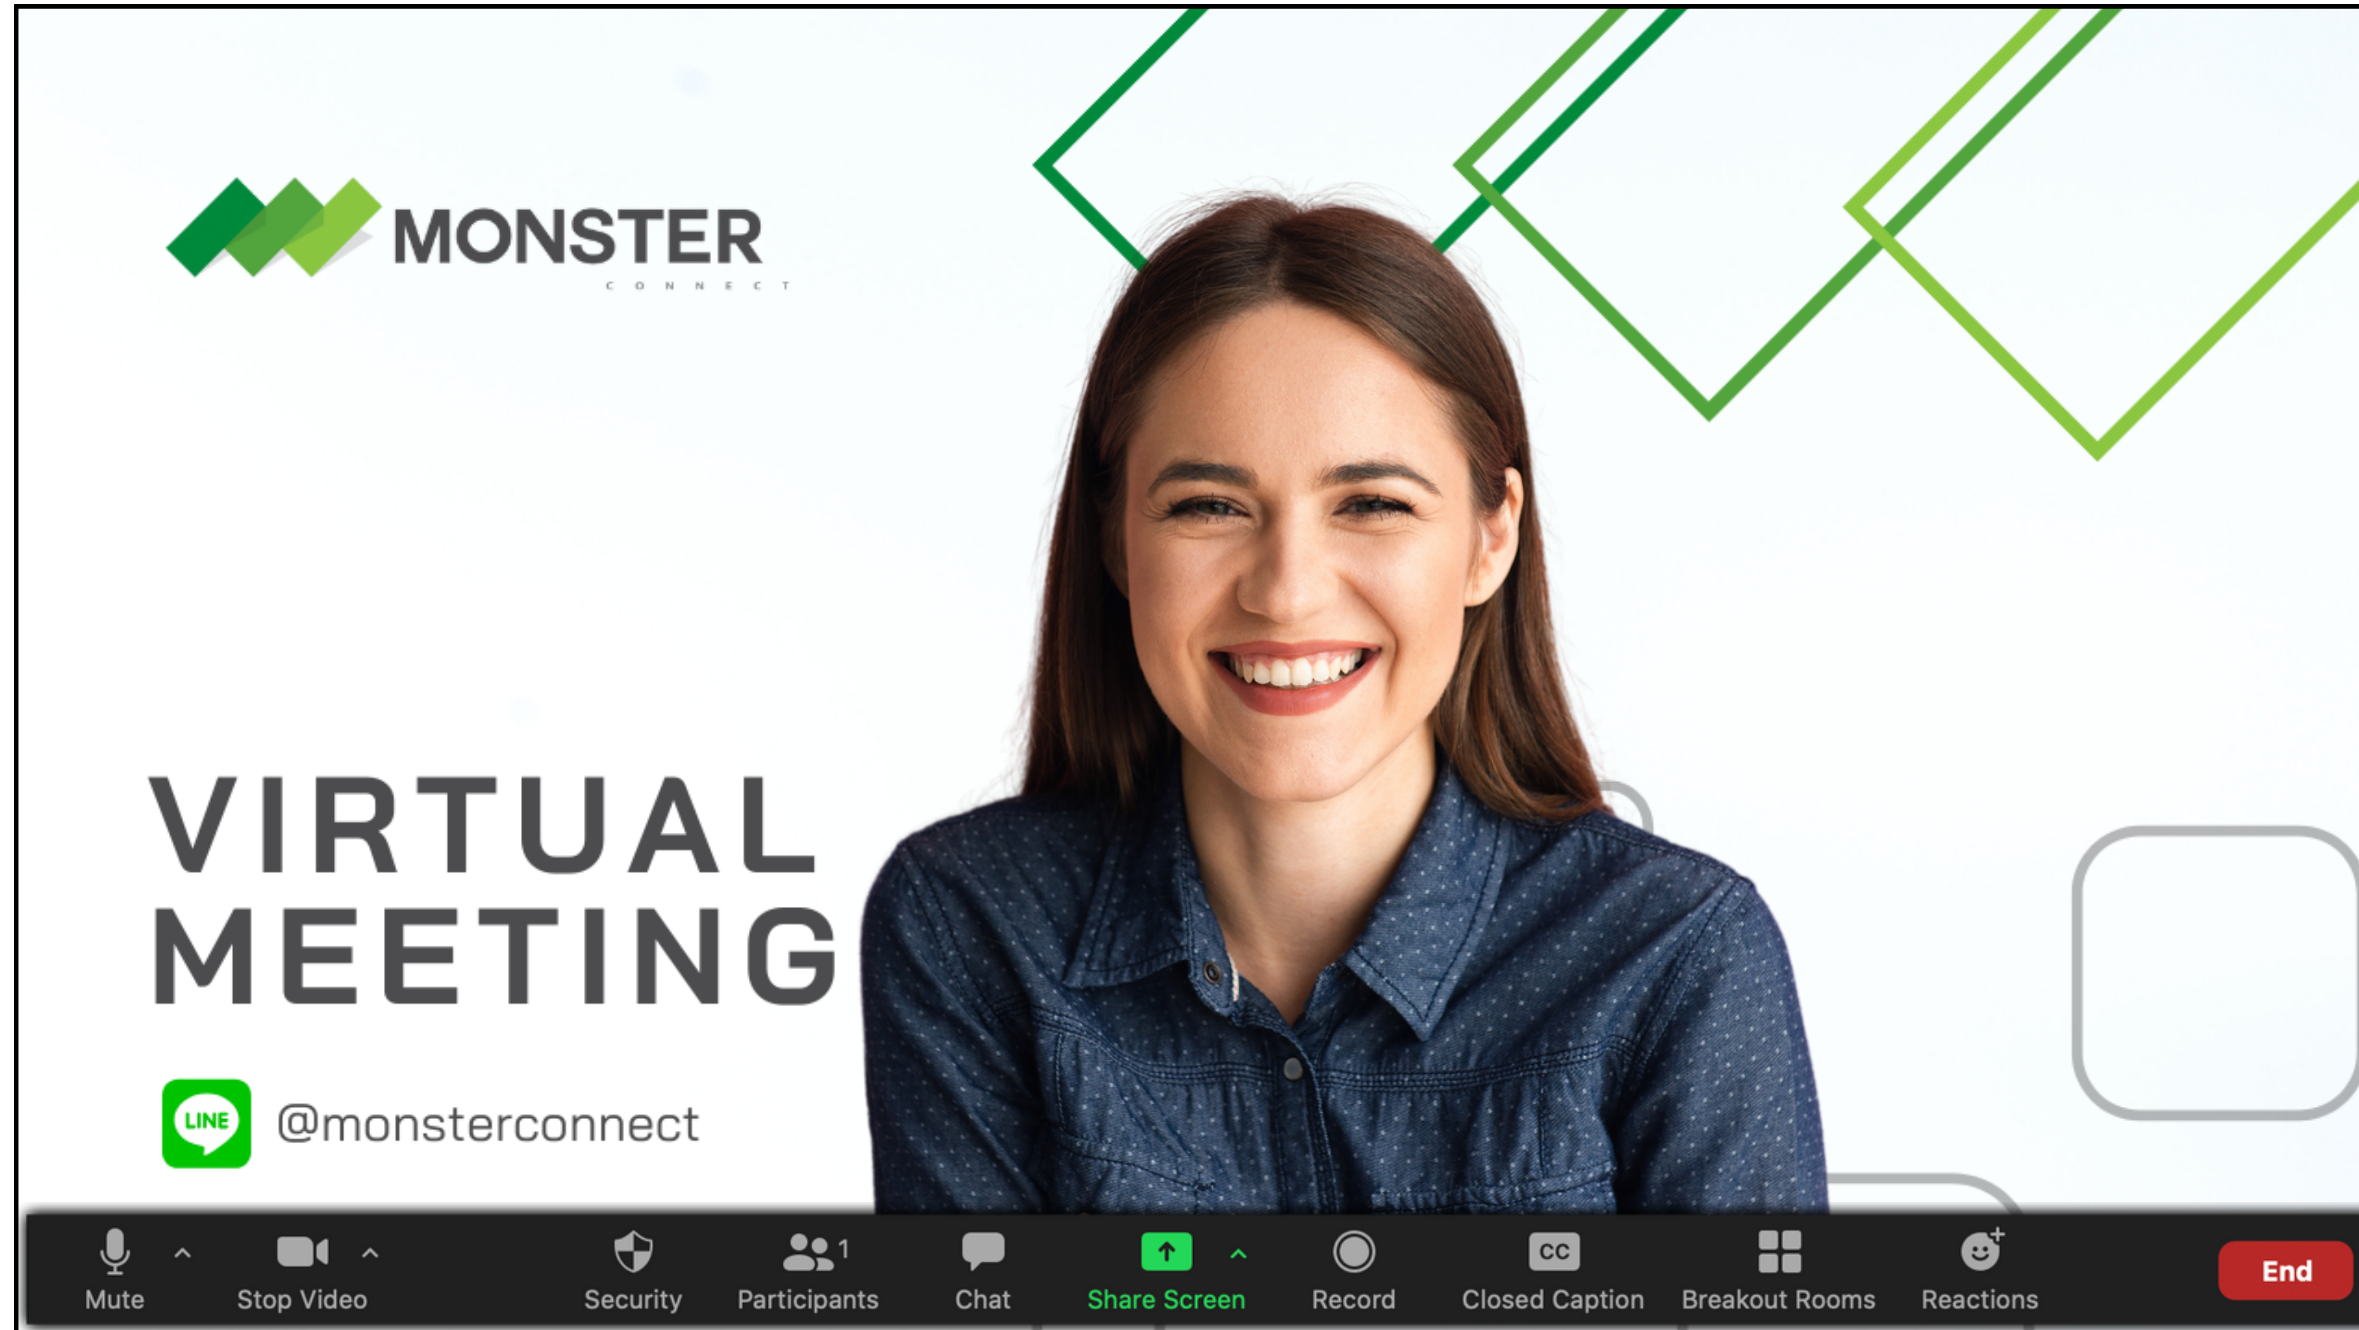 MONSTER
CONNECT
VIRTUAL
MEETING
LINE @monsterconnect
1
CC
Mute Stop Video Security Participants Chat Share Screen Record Closed Caption Breakout Rooms Reactions End